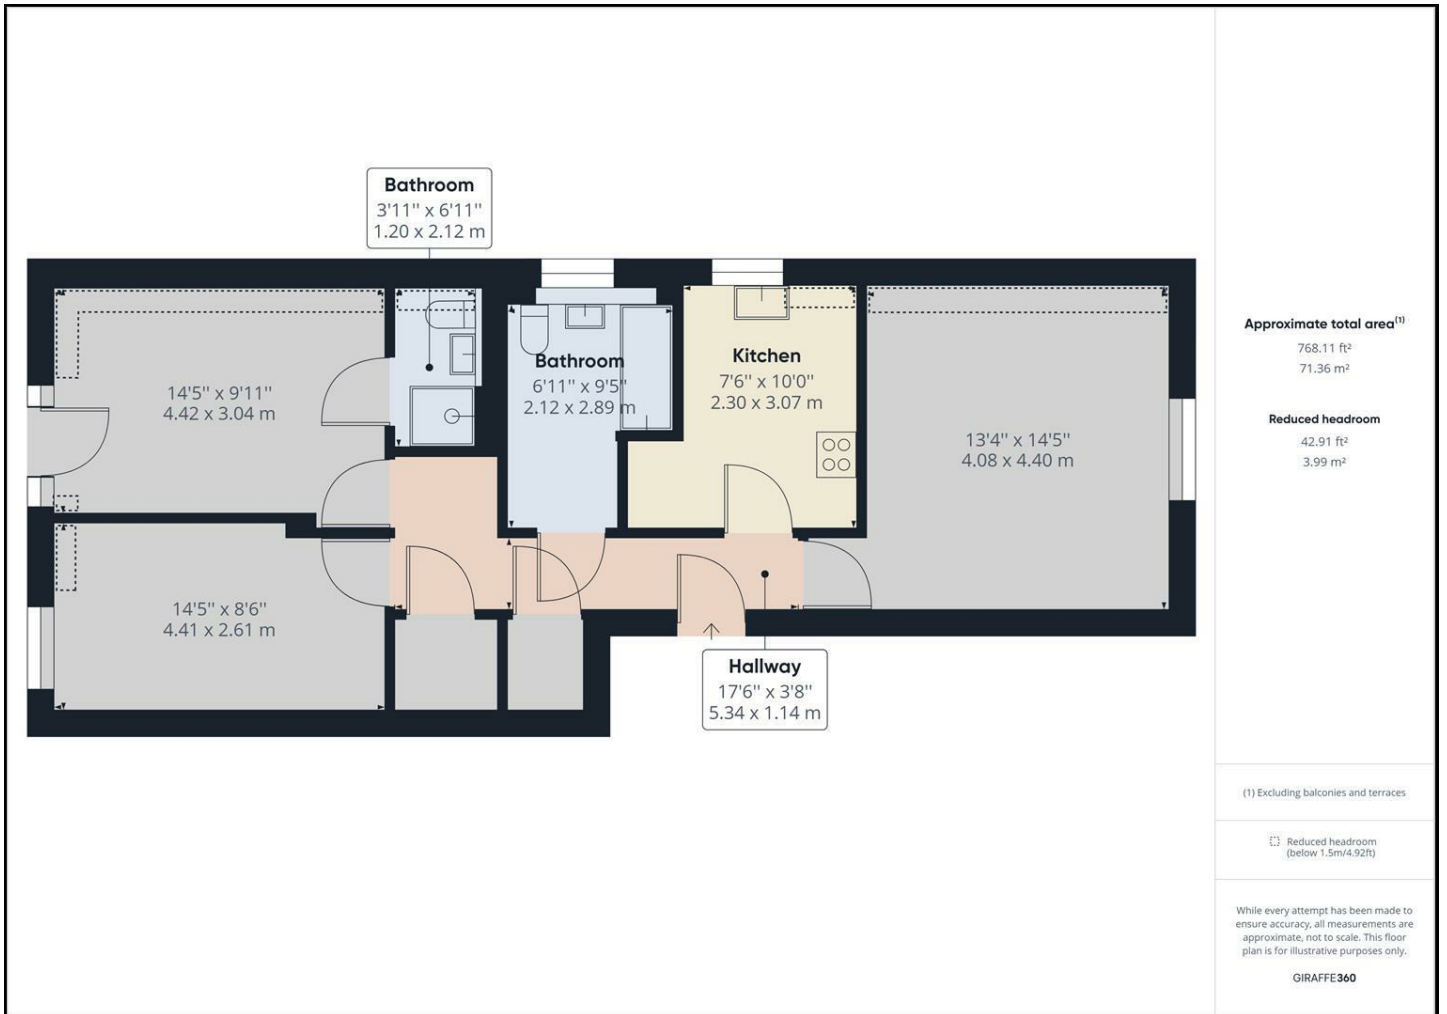 Bathroom
3'11'' x 6'11''
1.20 x 2.12 m
14'5'' x 9'11''
4.42 x 3.04 m
Bathroom
6'11'' x 9'5''
2.12 x 2.89 m
Kitchen
7'6'' x 10'0''
2.30 x 3.07 m
13'4'' x 14'5''
4.08 x 4.40 m
14'5'' x 8'6''
4.41 x 2.61 m
Hallway
17'6'' x 3'8''
5.34 x 1.14 m
Approximate total area(1)
768.11 ft²
71.36 m²
Reduced headroom
42.91 ft²
3.99 m²
(1) Excluding balconies and terraces
Reduced headroom
(below 1.5m/4.92ft)
While every attempt has been made to
ensure accuracy, all measurements are
approximate, not to scale. This floor
plan is for illustrative purposes only.
GIRAFFE360